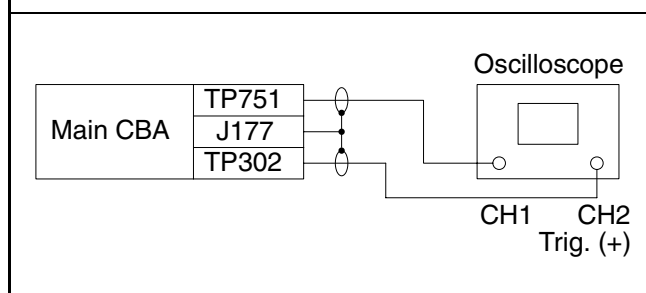 Oscilloscope
TP751
Main CBA
J177
TP302
CH1
CH2
Trig. (+)